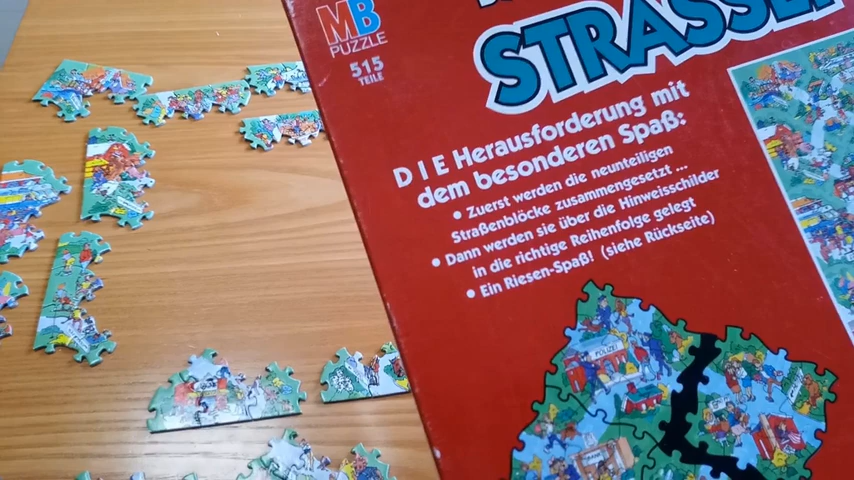 MB
PUZZLE
515
TEILE
STRASSE
DIE Herausforderung mit
dem besonderen Spaß:
• Zuerst werden die neunteiligen
Straßenblöcke zusammengesetzt ...
• Dann werden sie über die Hinweisschilder
in die richtige Reihenfolge gelegt
• Ein Riesen-Spaß! (siehe Rückseite)
POLIZEI